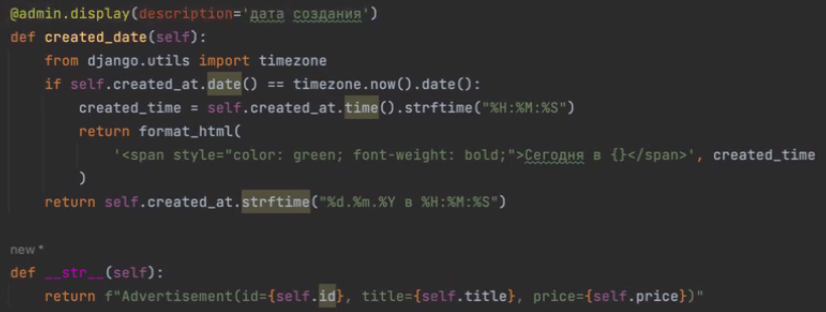 @admin.display(description='дата создания')
def created_date(self):
    from django.utils import timezone
    if self.created_at.date() == timezone.now().date():
        created_time = self.created_at.time().strftime("%H:%M:%S")
        return format_html(
            '<span style="color: green; font-weight: bold;">Сегодня в {}</span>', created_time
        )
    return self.created_at.strftime("%d.%m.%Y в %H:%M:%S")
new *
def __str__(self):
    return f"Advertisement(id={self.id}, title={self.title}, price={self.price})"